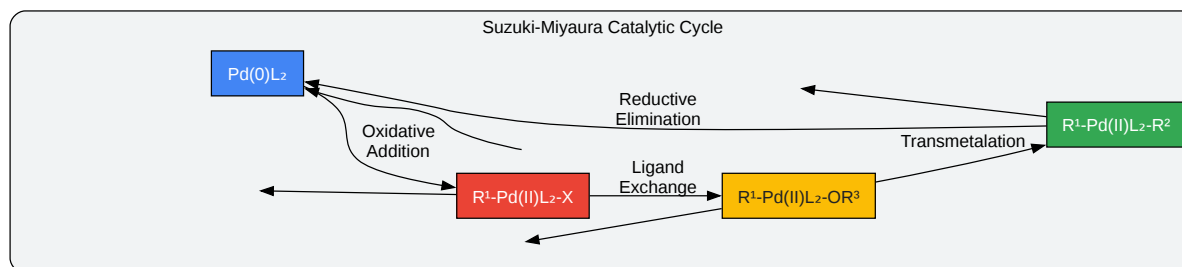 Suzuki-Miyaura Catalytic Cycle
Pd(0)L₂
Reductive
Elimination
R¹-Pd(II)L₂-R²
Oxidative
Addition
Transmetalation
Ligand
Exchange
R¹-Pd(II)L₂-X
R¹-Pd(II)L₂-OR³